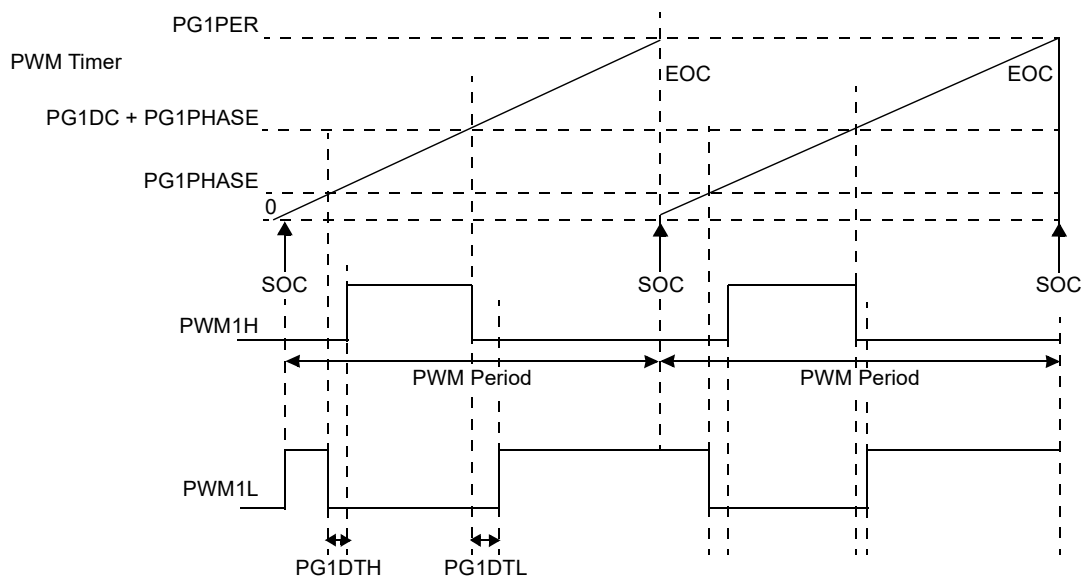 PG1PER
PWM Timer
EOC
EOC
PG1DC + PG1PHASE
PG1PHASE
0
SOC
SOC
SOC
PWM1H
PWM Period
PWM Period
PWM1L
PG1DTH
PG1DTL